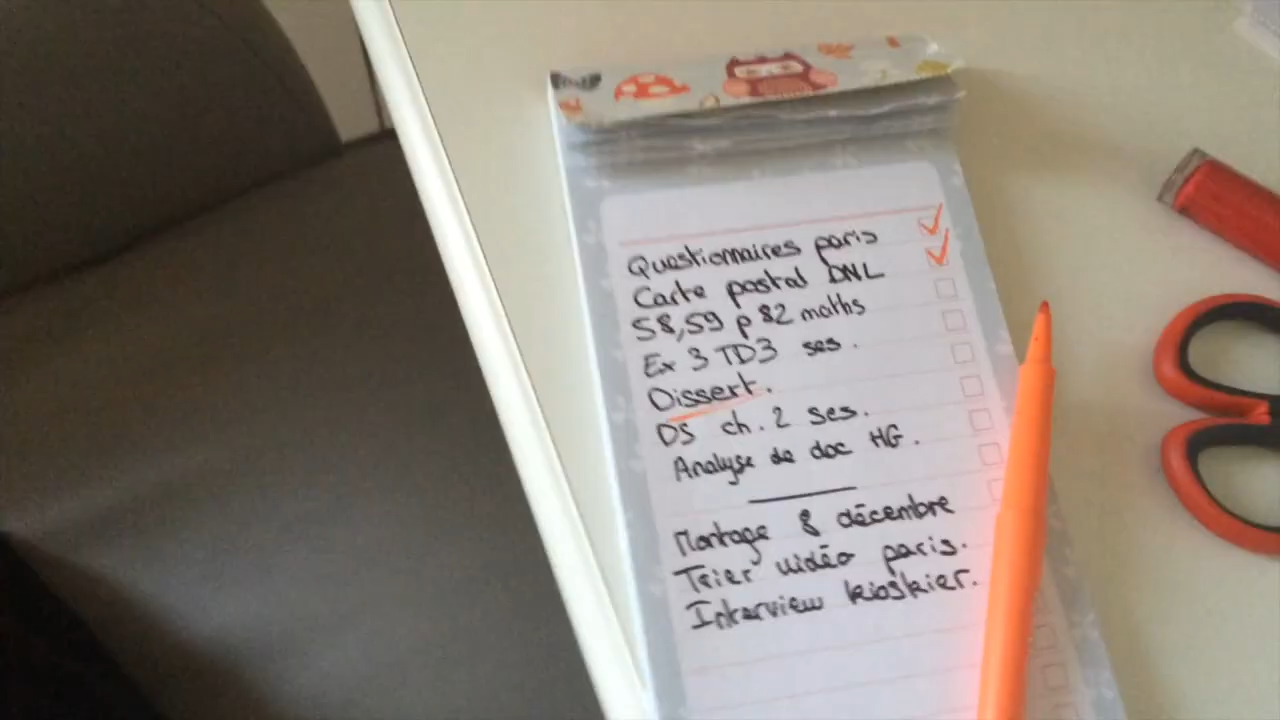 Questionnaires paris
Carte postal DNL
58,59 p 82 maths
Ex 3 TD3 ses.
Dissert.
DS ch. 2 ses.
Analyse de doc HG.
Montage 8 décembre
Trier vidéo paris.
Interview kioskier.